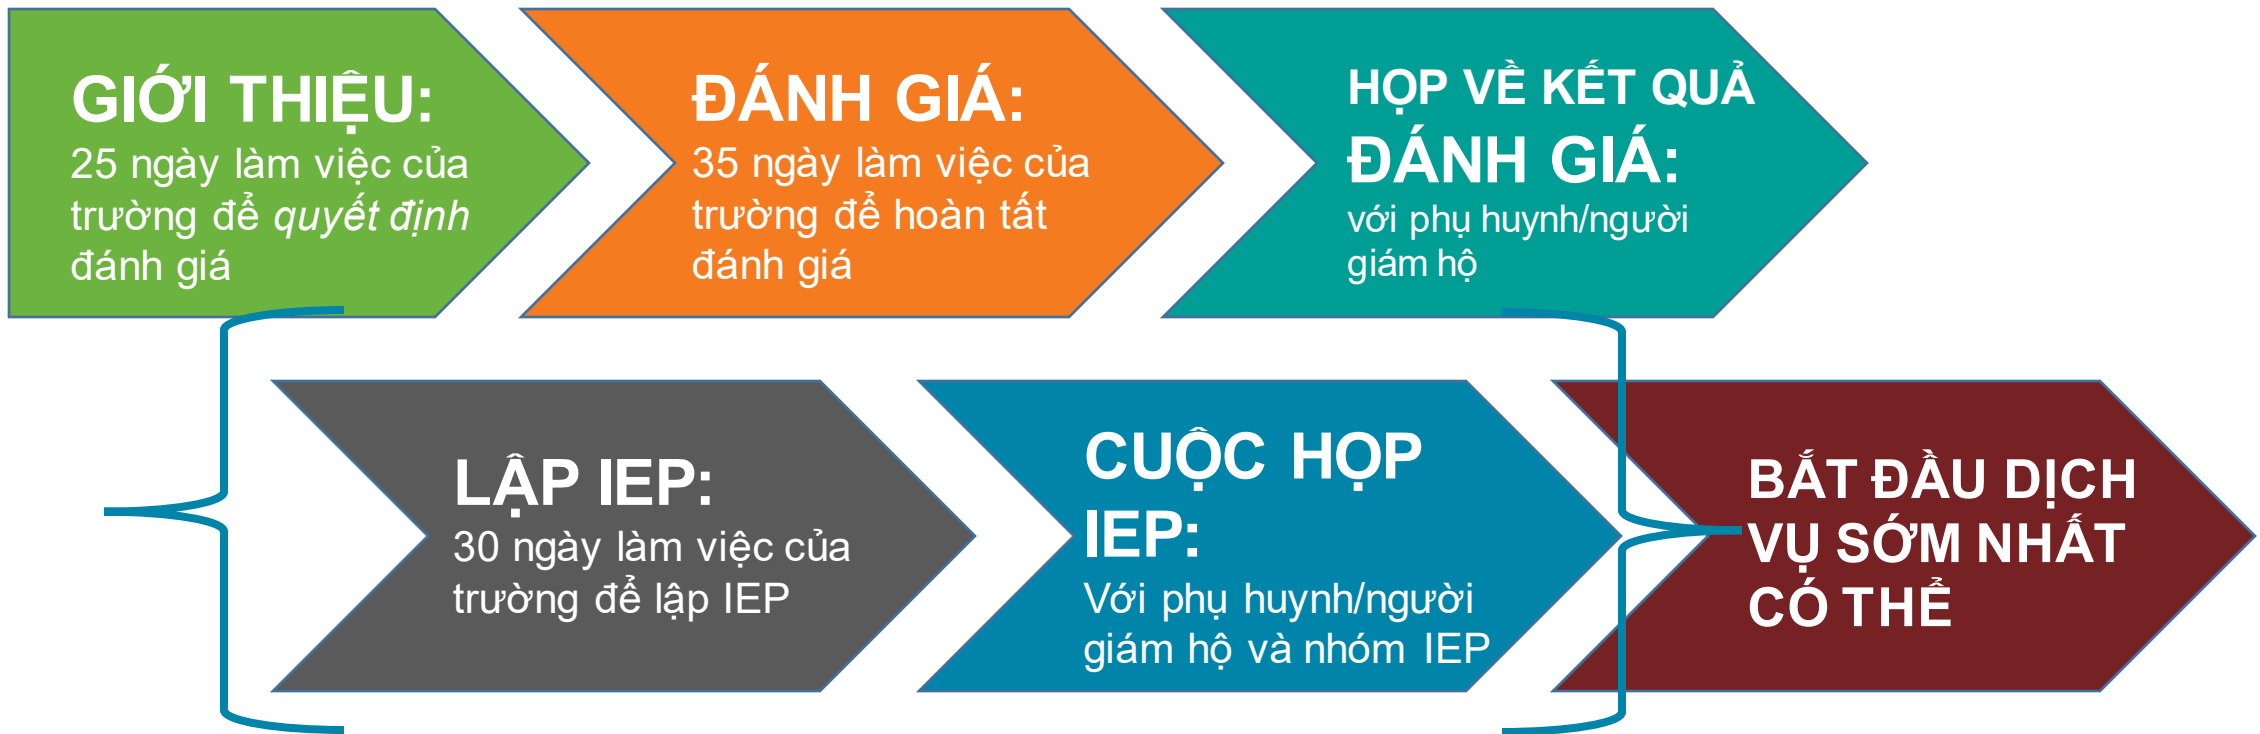 GIỚI THIỆU:
25 ngày làm việc của
trường để quyết định
đánh giá
ĐÁNH GIÁ:
35 ngày làm việc của
trường để hoàn tất
đánh giá
HỌP VỀ KẾT QUẢ
ĐÁNH GIÁ:
với phụ huynh/người
giám hộ
LẬP IEP:
30 ngày làm việc của
trường để lập IEP
CUỘC HỌP
IEP:
Với phụ huynh/người
giám hộ và nhóm IEP
BẮT ĐẦU DỊCH
VỤ SỚM NHẤT
CÓ THỂ